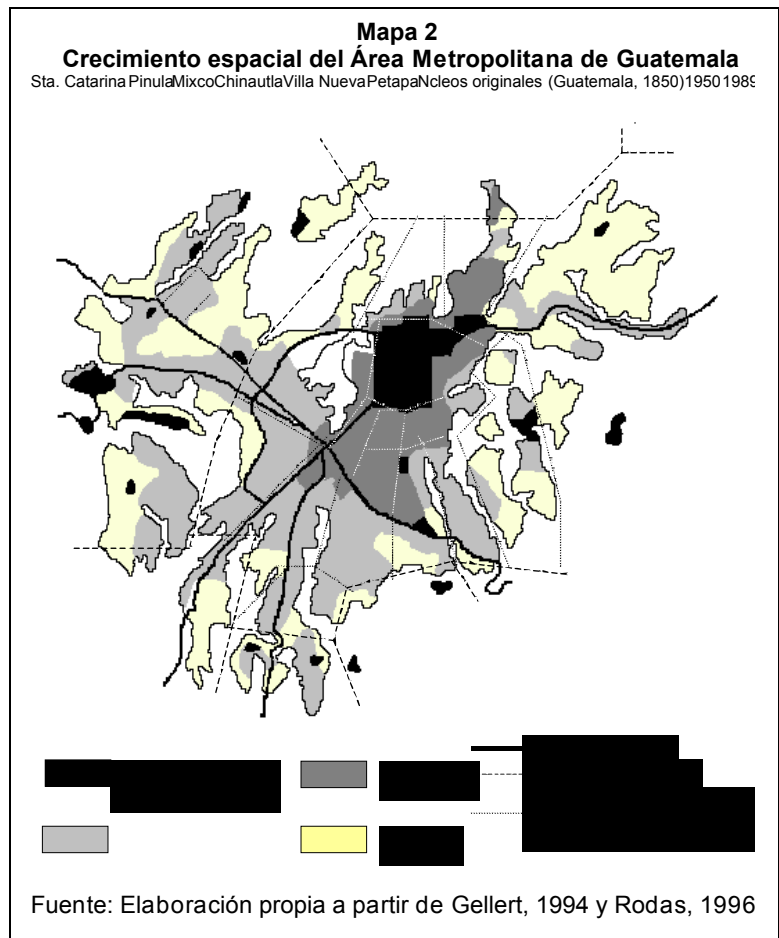 Mapa 2
Crecimiento espacial del Área Metropolitana de Guatemala
Sta. Catarina PinulaMixcoChinautlaVilla NuevaPetapaNcleos originales (Guatemala, 1850)19501989
Fuente: Elaboración propia a partir de Gellert, 1994 y Rodas, 1996